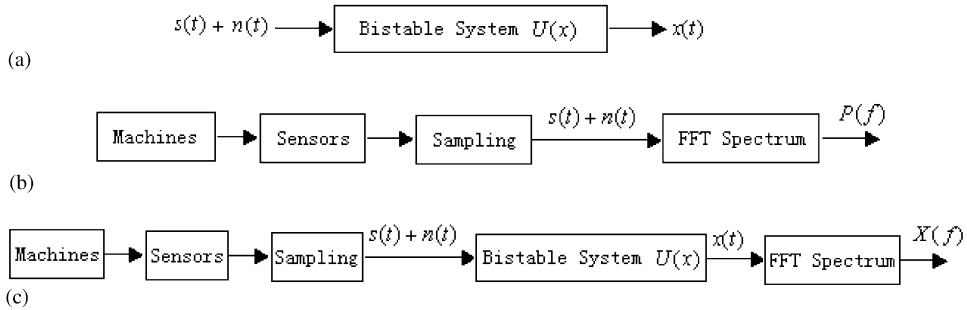 s(t) + n(t) Bistable System U(x) x(t)
(a)
Machines Sensors Sampling s(t) + n(t) FFT Spectrum P(f)
(b)
Machines Sensors Sampling s(t) + n(t) Bistable System U(x) x(t) FFT Spectrum X(f)
(c)